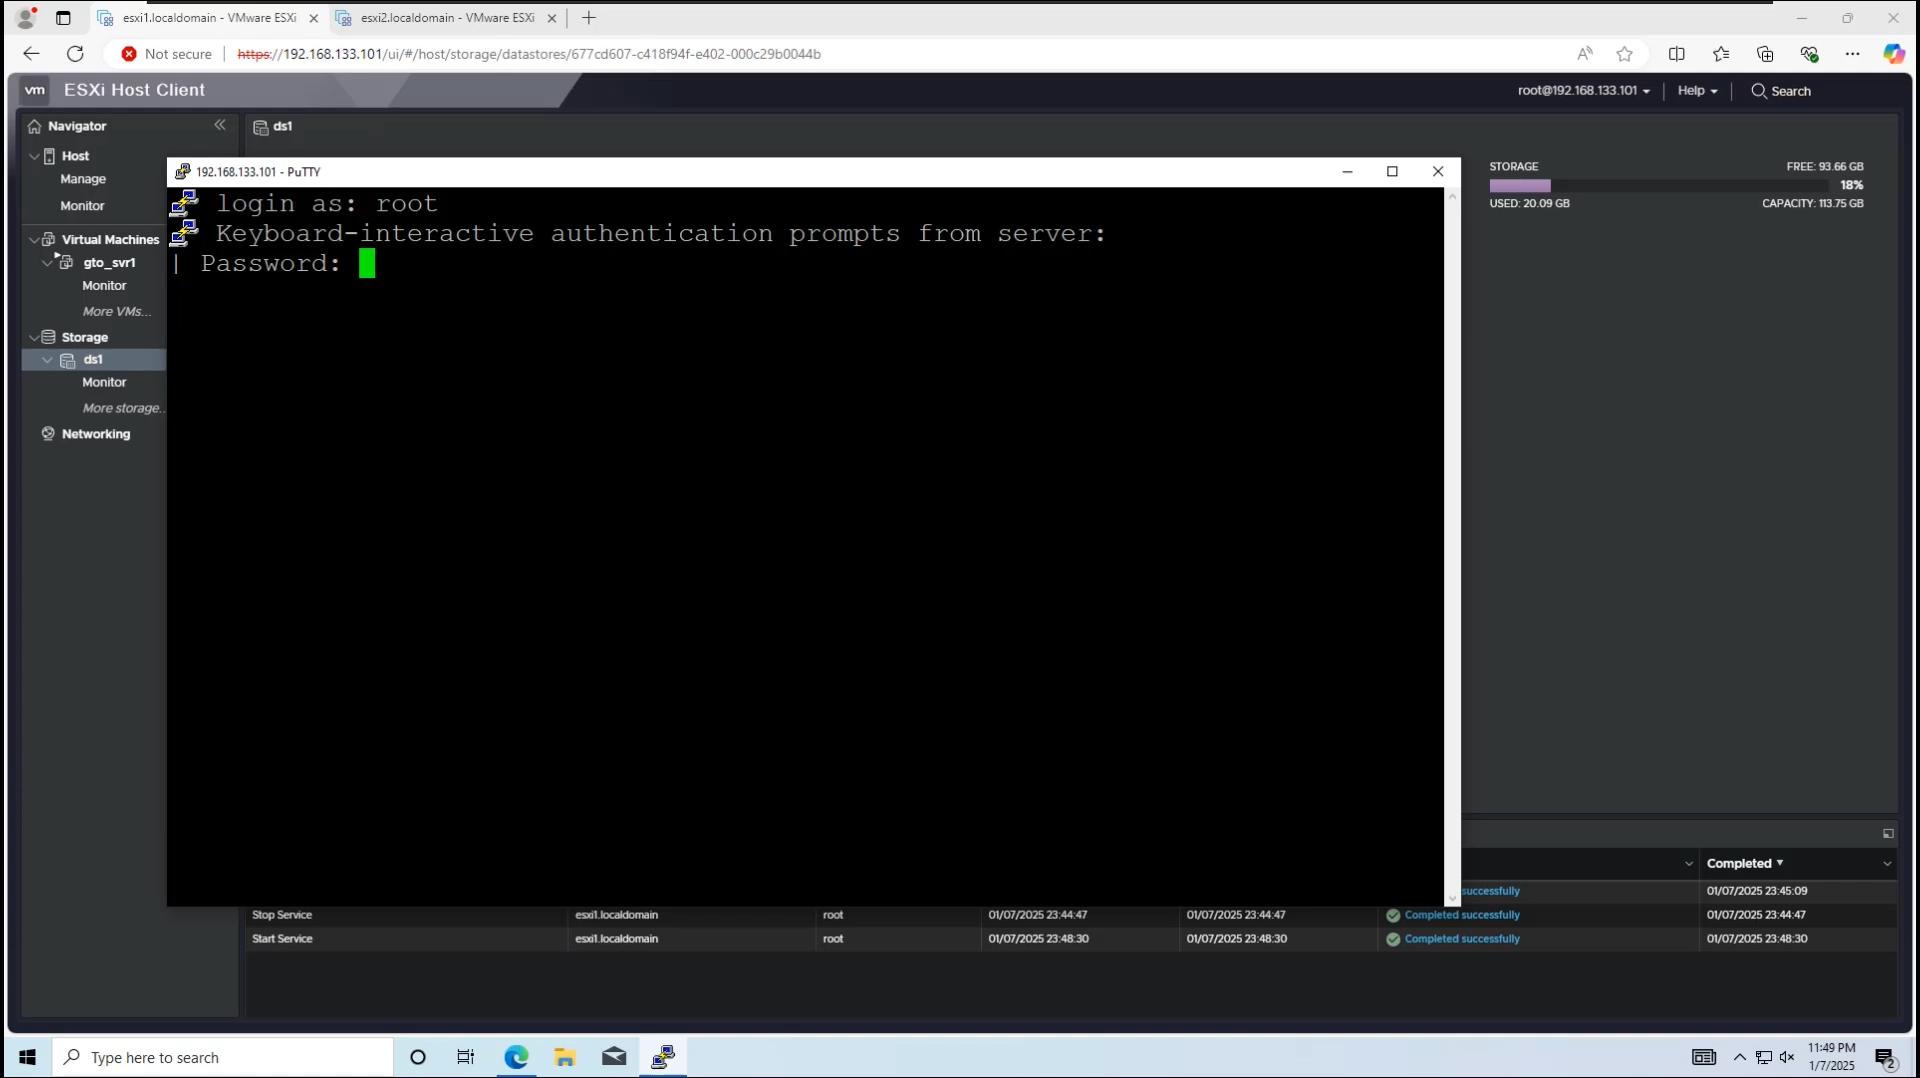 esxi1.localdomain - VMware ESXi
esxi2.localdomain - VMware ESXi
Not secure
https://192.168.133.101/ui/#/host/storage/datastores/677cd607-c418f94f-e402-000c29b0044b
vm
ESXi Host Client
root@192.168.133.101
Help
Search
Navigator
ds1
Host
Manage
Monitor
Virtual Machines
gto_svr1
Monitor
More VMs...
Storage
ds1
Monitor
More storage..
Networking
192.168.133.101 - PuTTY
login as: root
Keyboard-interactive authentication prompts from server:
| Password:
STORAGE
FREE: 93.66 GB
18%
USED: 20.09 GB
CAPACITY: 113.75 GB
Completed ▼
successfully
01/07/2025 23:45:09
Stop Service
esxi1.localdomain
root
01/07/2025 23:44:47
01/07/2025 23:44:47
Completed successfully
01/07/2025 23:44:47
Start Service
esxi1.localdomain
root
01/07/2025 23:48:30
01/07/2025 23:48:30
Completed successfully
01/07/2025 23:48:30
Type here to search
11:49 PM
1/7/2025
2